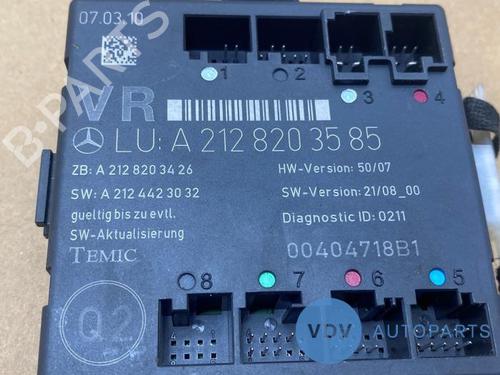 07.03.10
VR
1
2
3
4
LU: A 212 820 35 85
ZB: A 212 820 34 26
HW-Version: 50/07
SW: A 212 442 30 32
SW-Version: 21/08_00
gueltig bis zu evtl.
Diagnostic ID: 0211
SW-Aktualisierung
TEMIC
00404718B1
8
7
6
5
Q2
VDV AUTOPARTS
B-PARTS